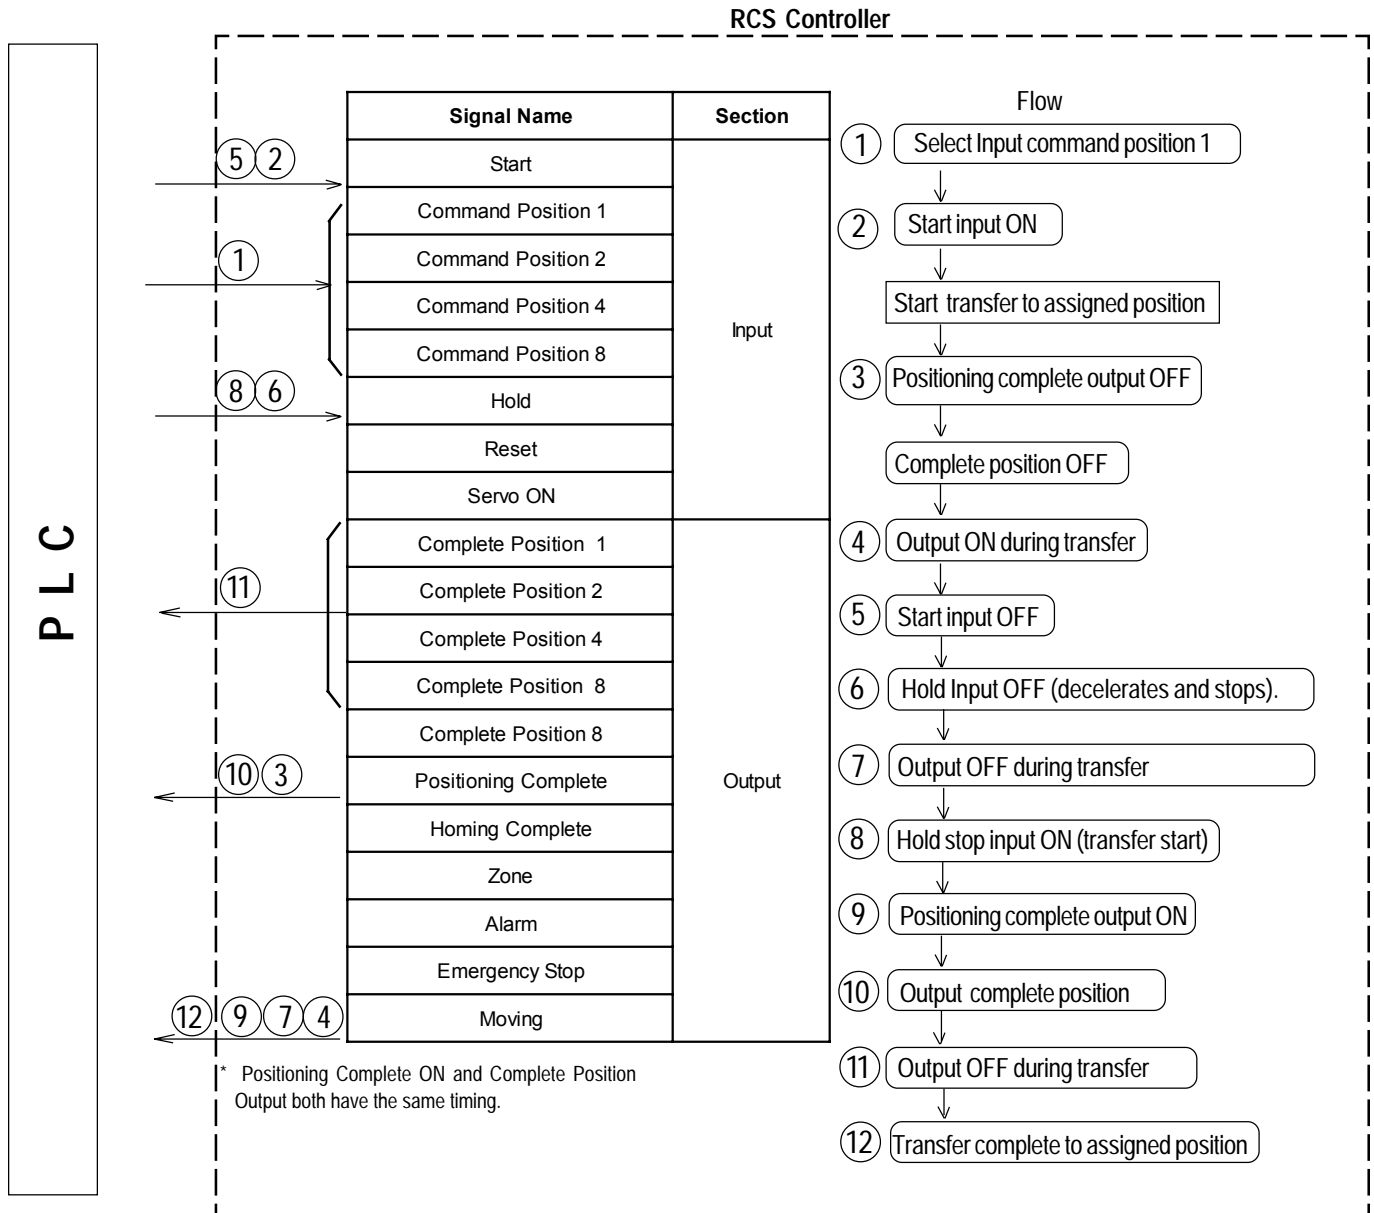 RCS Controller
PLC
Signal Name
Section
Start
Command Position 1
Command Position 2
Command Position 4
Command Position 8
Hold
Reset
Servo ON
Input
Complete Position 1
Complete Position 2
Complete Position 4
Complete Position 8
Complete Position 8
Positioning Complete
Homing Complete
Zone
Alarm
Emergency Stop
Moving
Output
5 2
1
8 6
11
10 3
12 9 7 4
* Positioning Complete ON and Complete Position
Output both have the same timing.
Flow
1 Select Input command position 1
2 Start input ON
Start transfer to assigned position
3 Positioning complete output OFF
Complete position OFF
4 Output ON during transfer
5 Start input OFF
6 Hold Input OFF (decelerates and stops).
7 Output OFF during transfer
8 Hold stop input ON (transfer start)
9 Positioning complete output ON
10 Output complete position
11 Output OFF during transfer
12 Transfer complete to assigned position